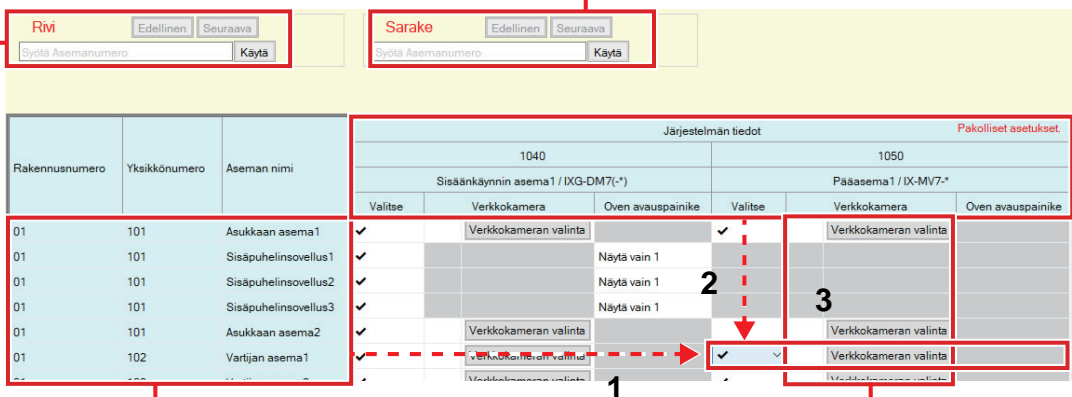 Rivi Edellinen Seuraava Sarake Edellinen Seuraava
Syötä Asemanumero Käytä Syötä Asemanumero Käytä
Järjestelmän tiedot Pakolliset asetukset.
1040 1050
Rakennusnumero Yksikkönumero Aseman nimi
Sisäänkäynnin asema1 / IXG-DM7(-*) Pääasema1 / IX-MV7-*
Valitse Verkkokamera Oven avauspainike Valitse Verkkokamera Oven avauspainike
01 101 Asukkaan asema1 ✔ Verkkokameran valinta ✔ Verkkokameran valinta
01 101 Sisäpuhelinsovellus1 ✔ Näytä vain 1
01 101 Sisäpuhelinsovellus2 ✔ Näytä vain 1 2
01 101 Sisäpuhelinsovellus3 ✔ Näytä vain 1 3
01 101 Asukkaan asema2 ✔ Verkkokameran valinta Verkkokameran valinta
01 102 Vartijan asema1 ✔ Verkkokameran valinta ✔ Verkkokameran valinta
1